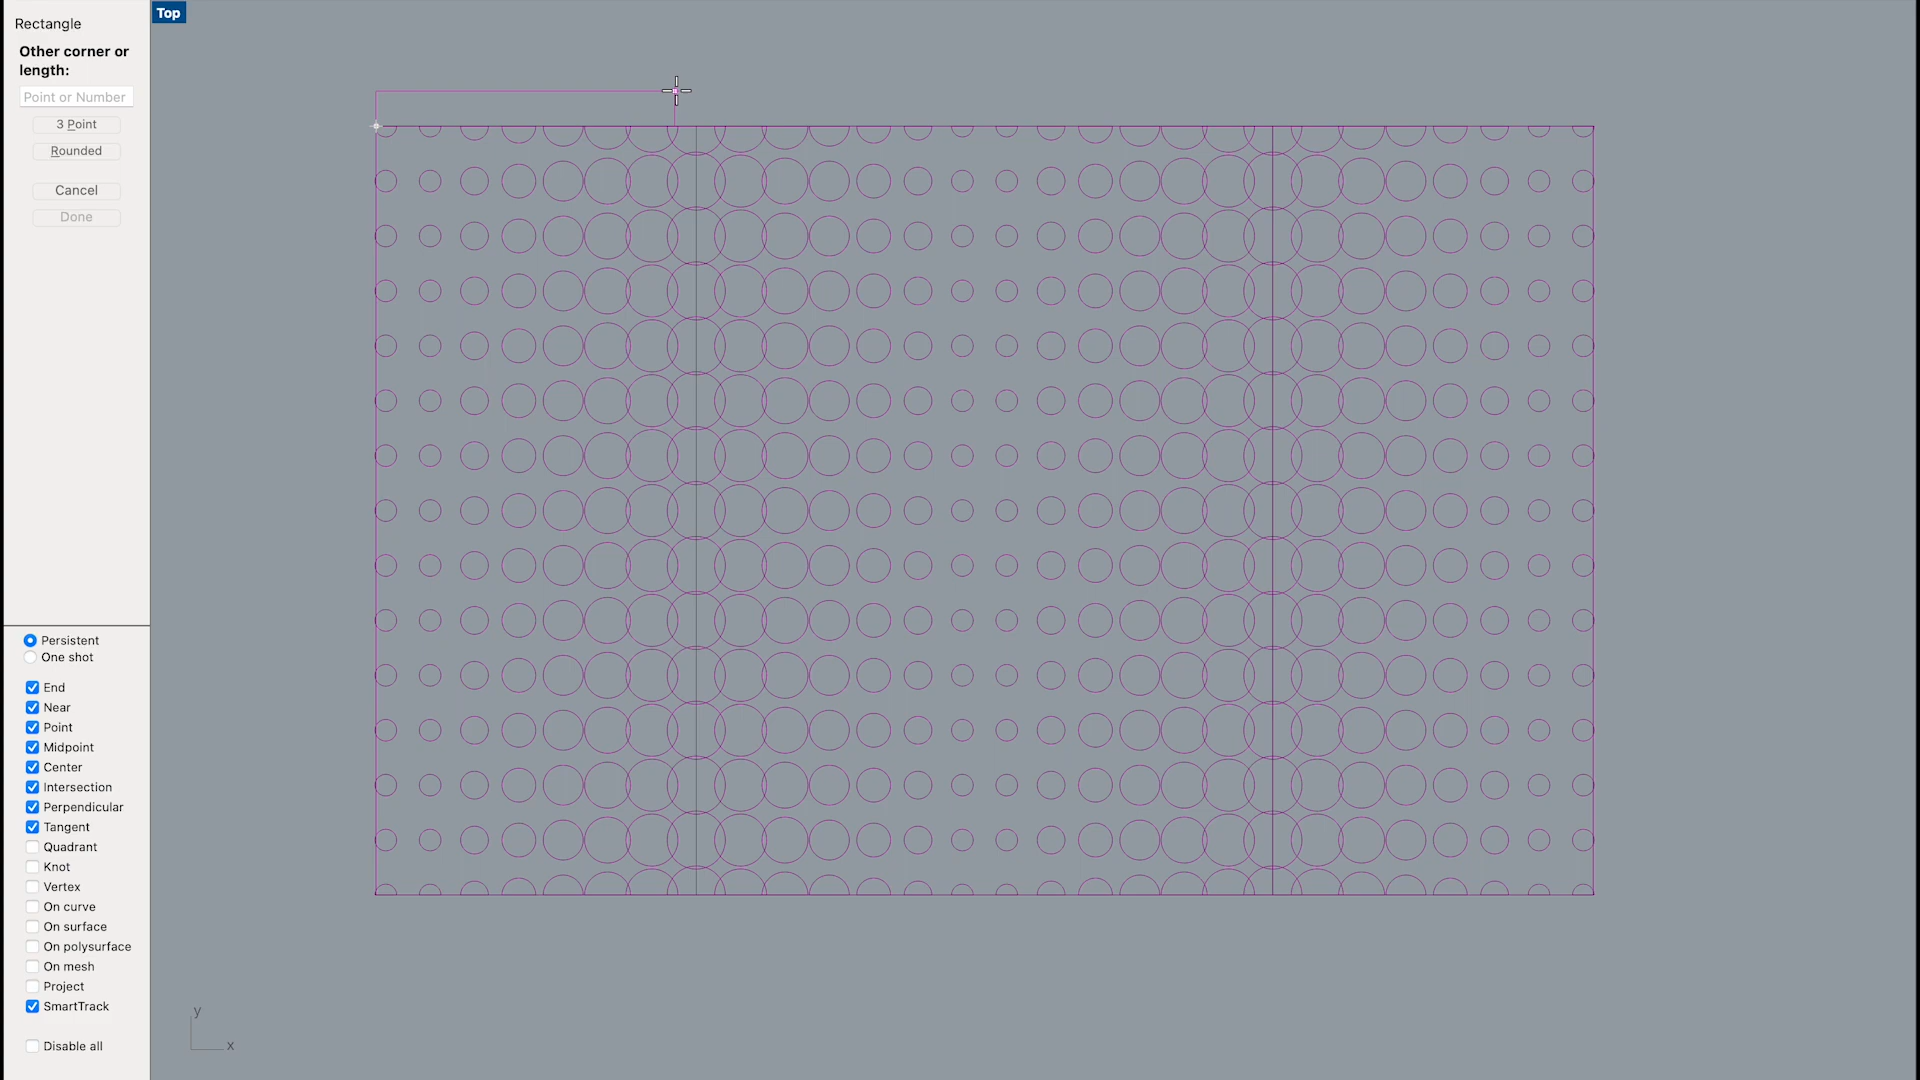 Rectangle
Top
Other corner or
length:
Point or Number
3 Point
Rounded
Cancel
Done
Persistent
One shot
End
Near
Point
Midpoint
Center
Intersection
Perpendicular
Tangent
Quadrant
Knot
Vertex
On curve
On surface
On polysurface
On mesh
Project
SmartTrack
Disable all
y
x